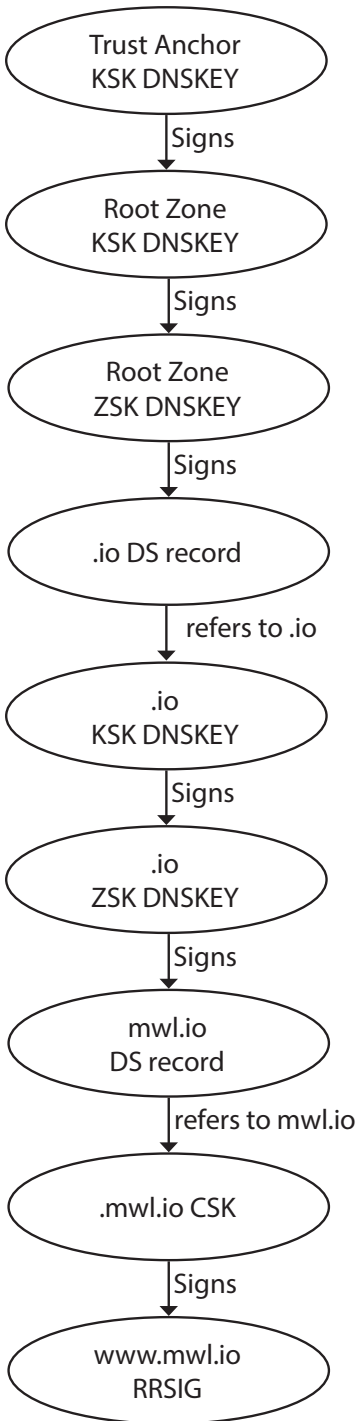 Trust Anchor
KSK DNSKEY
Signs
Root Zone
KSK DNSKEY
Signs
Root Zone
ZSK DNSKEY
Signs
.io DS record
refers to .io
.io
KSK DNSKEY
Signs
.io
ZSK DNSKEY
Signs
mwl.io
DS record
refers to mwl.io
.mwl.io CSK
Signs
www.mwl.io
RRSIG